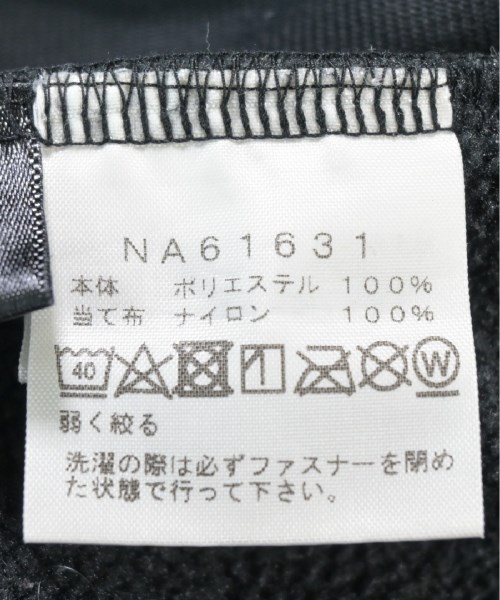 NA61631
本体 ポリエステル 100%
当て布 ナイロン 100%
40 W
弱く絞る
洗濯の際は必ずファスナーを閉め
た状態で行って下さい。